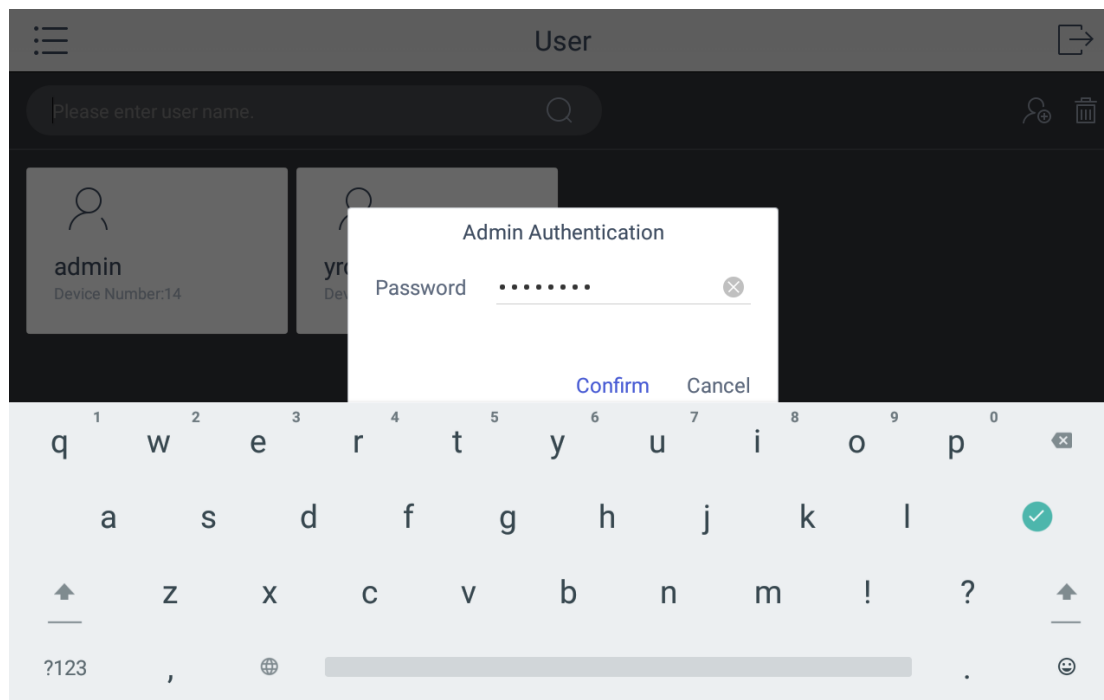 User
Please enter user name.
admin
Device Number:14
Admin Authentication
Password ••••••••
Confirm Cancel
1 2 3 4 5 6 7 8 9 0
q w e r t y u i o p
a s d f g h j k l
z x c v b n m ! ?
?123 , .